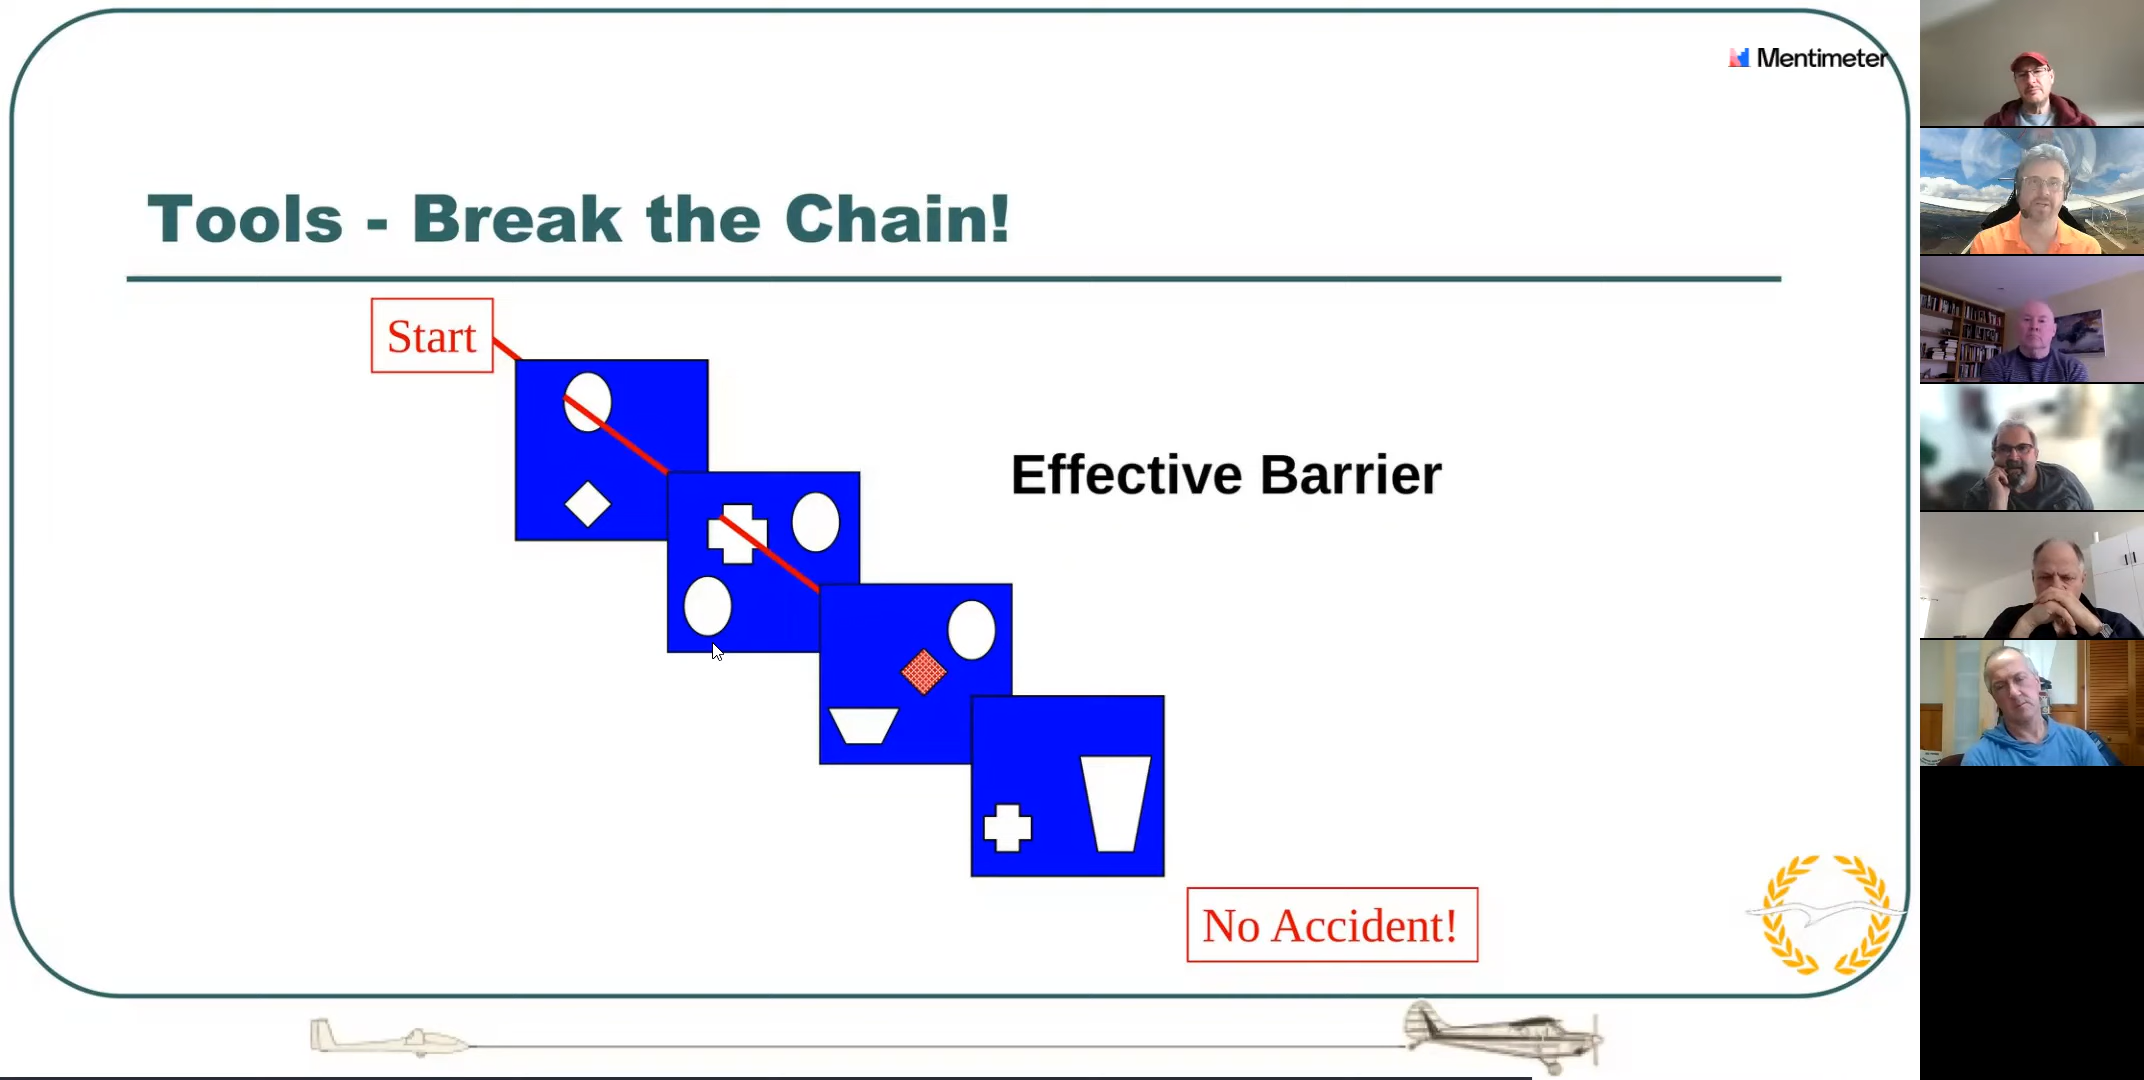 Mentimeter
Tools - Break the Chain!
Start
Effective Barrier
No Accident!